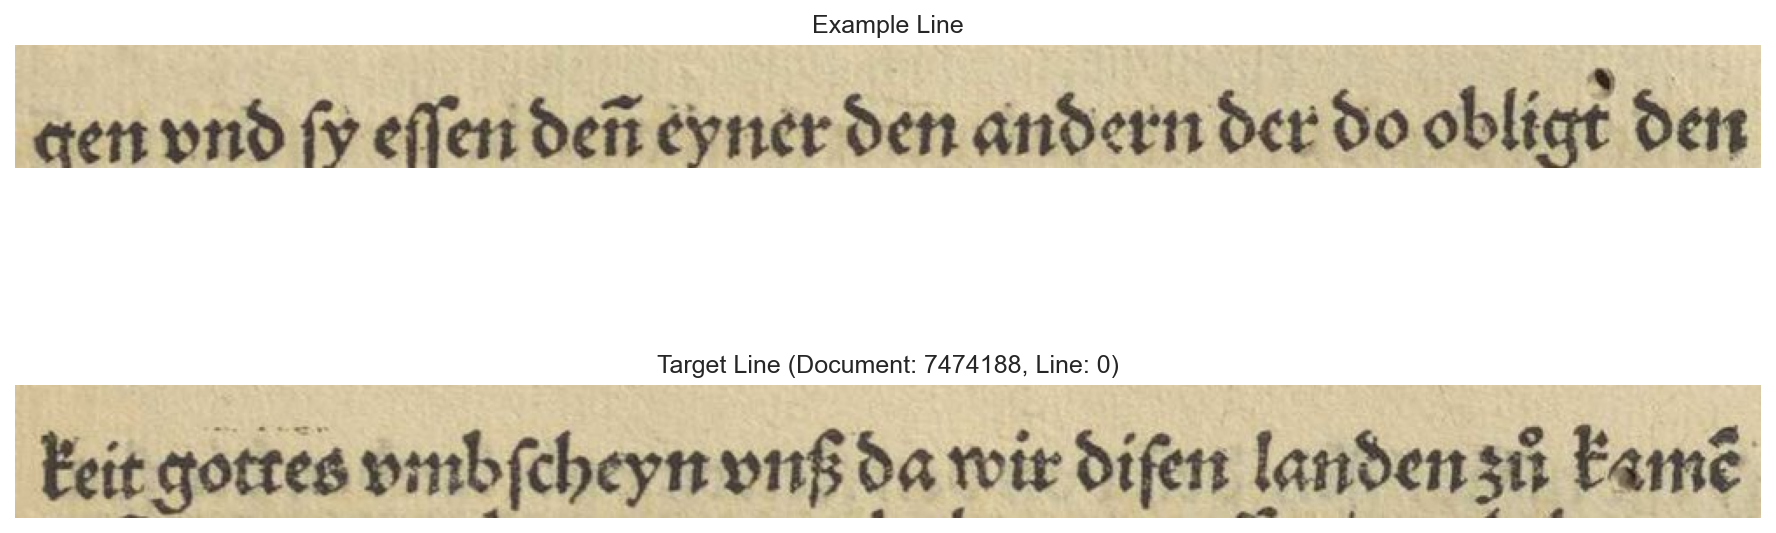 Example Line
gen vnd ſy eſſen deñ eyner den andern der do obligt den
Target Line (Document: 7474188, Line: 0)
keit gottes vmbſcheyn vnß da wir diſen landen zuͦ kamē